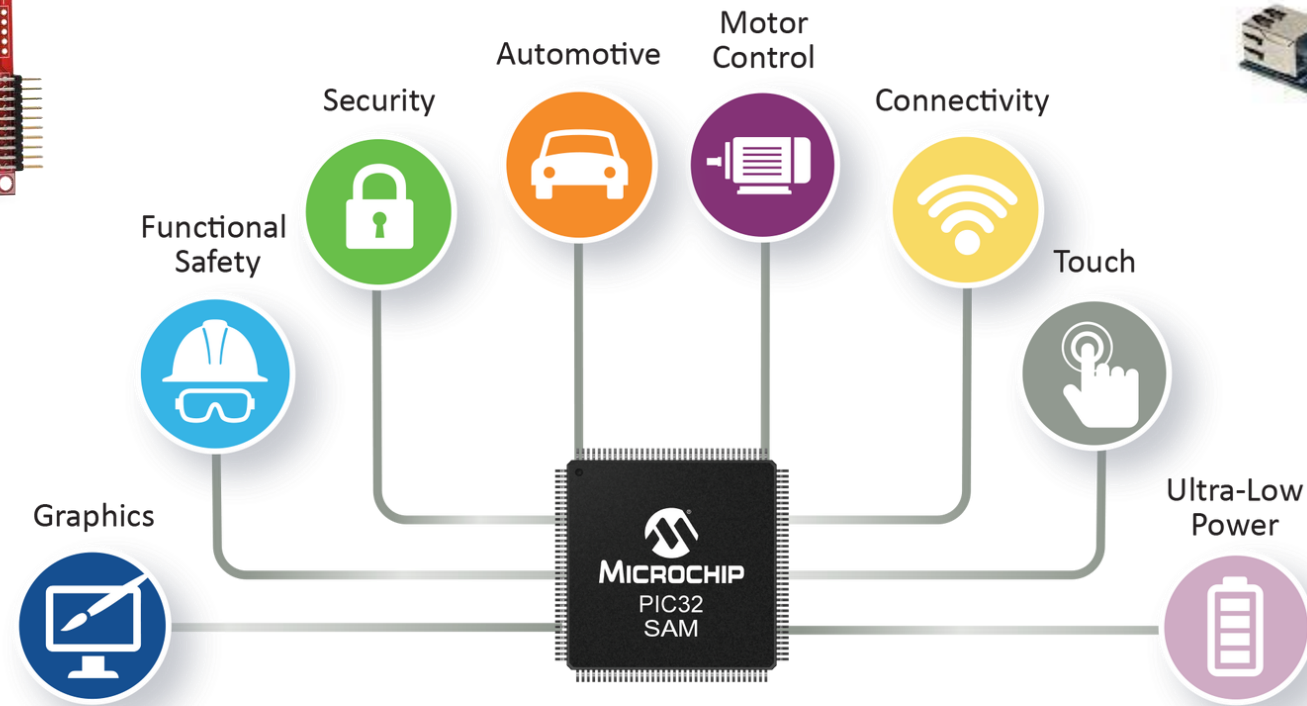 Motor
Control
Automotive
Security
Connectivity
Functional
Safety
Touch
Ultra-Low
Power
Graphics
MICROCHIP
PIC32
SAM